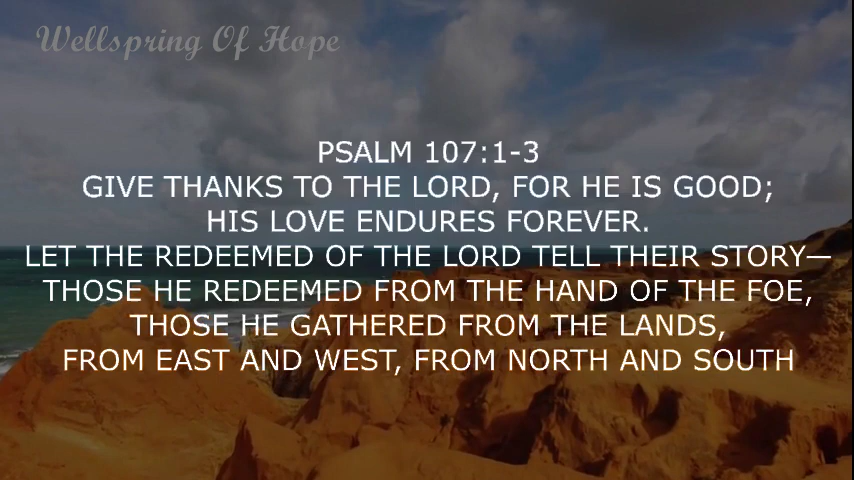 Wellspring Of Hope
PSALM 107:1-3
GIVE THANKS TO THE LORD, FOR HE IS GOOD;
HIS LOVE ENDURES FOREVER.
LET THE REDEEMED OF THE LORD TELL THEIR STORY—
THOSE HE REDEEMED FROM THE HAND OF THE FOE,
THOSE HE GATHERED FROM THE LANDS,
FROM EAST AND WEST, FROM NORTH AND SOUTH